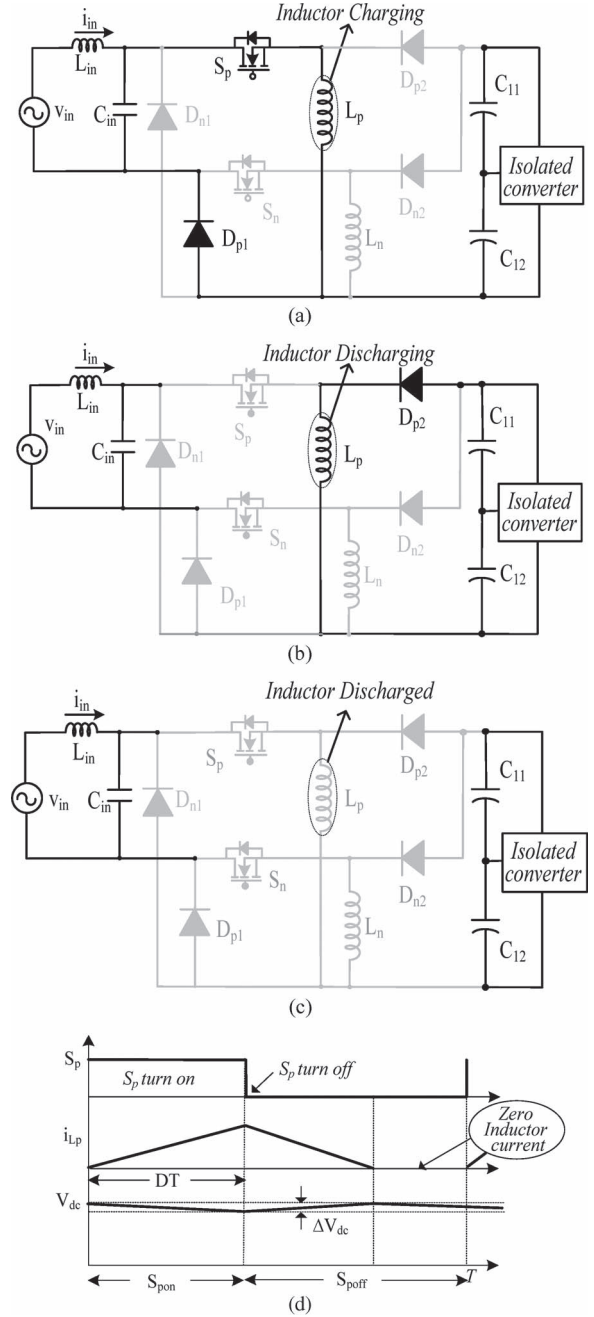 Inductor Charging
i_in
L_in
S_p
D_p2
C_11
v_in
C_in
D_n1
L_p
Isolated
converter
S_n
D_n2
D_p1
L_n
C_12
(a)
Inductor Discharging
i_in
L_in
D_p2
C_11
v_in
S_p
C_in
D_n1
L_p
Isolated
converter
S_n
D_n2
D_p1
L_n
C_12
(b)
Inductor Discharged
i_in
L_in
S_p
D_p2
C_11
v_in
C_in
D_n1
L_p
Isolated
converter
S_n
D_n2
D_p1
L_n
C_12
(c)
S_p
S_p turn on
S_p turn off
i_Lp
Zero
Inductor
current
DT
V_dc
ΔV_dc
S_pon
S_poff
T
(d)